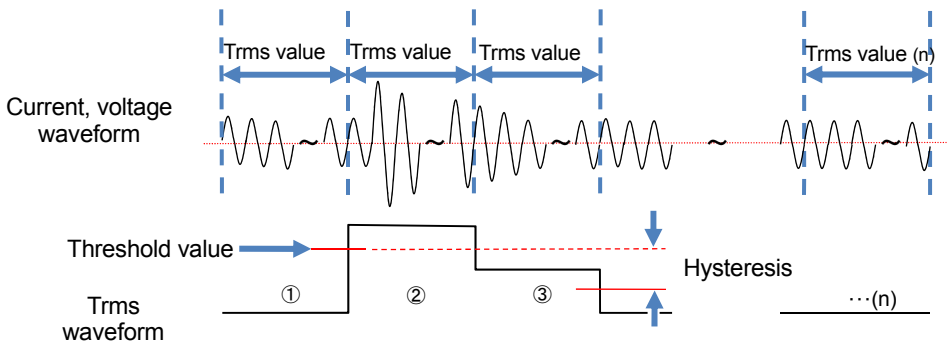 Trms value
Trms value
Trms value
Trms value (n)
Current, voltage
waveform
~
~
~
~
~
Threshold value
Hysteresis
①
②
③
⋯(n)
Trms
waveform